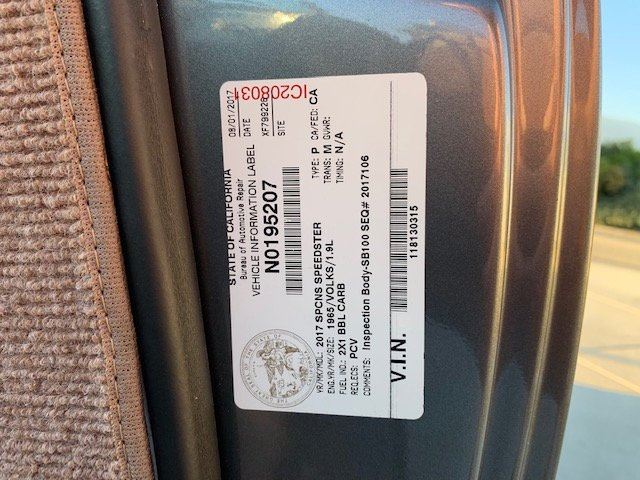 STATE OF CALIFORNIA
Bureau of Automotive Repair
VEHICLE INFORMATION LABEL
N0195207
08/01/2017
DATE
SITE
IC208031
YR/MK/MDL: 2017 SPCNS SPEEDSTER
TYPE: P CA/FED: CA
ENG.YR/MK/SIZE: 1965/VOLKS/1.9L
TRANS: M GVWR:
FUEL IND.: 2X1 BBL CARB
TIMING: N/A
REQ.ECS: PCV
COMMENTS: Inspection Body-SB100 SEQ# 2017106
V.I.N.
118130315